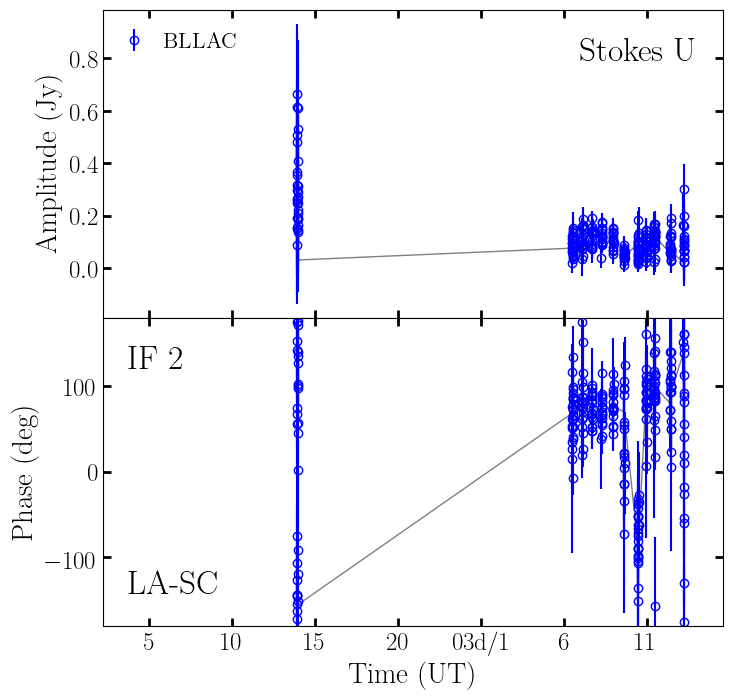 BLLAC
Stokes U
0.8
0.6
0.4
0.2
0.0
Amplitude (Jy)
IF 2
100
0
−100
Phase (deg)
LA-SC
5 10 15 20 03d/1 6 11
Time (UT)